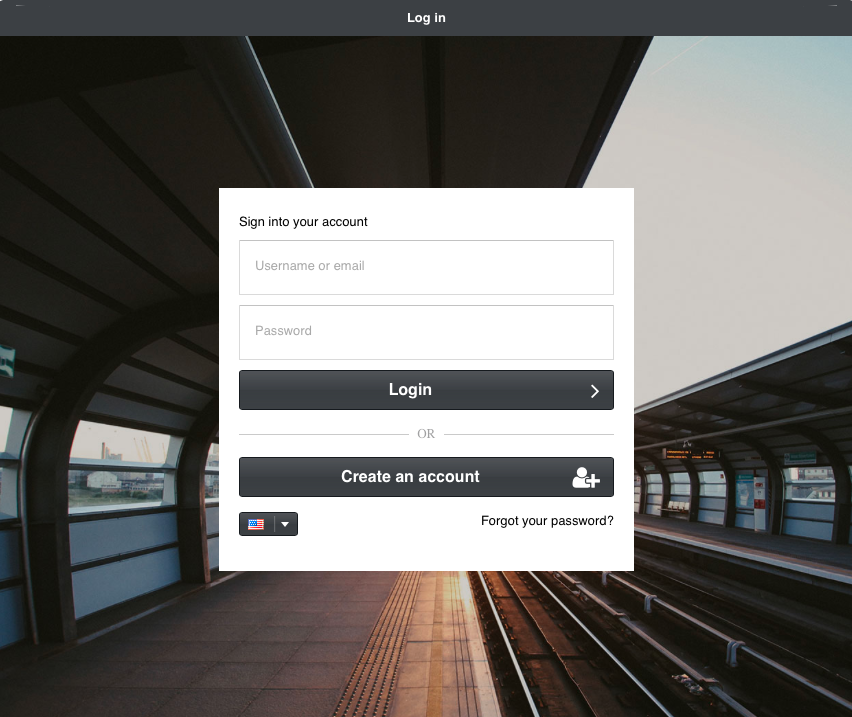 Log in
Sign into your account
Username or email
Password
Login
OR
Create an account
Forgot your password?